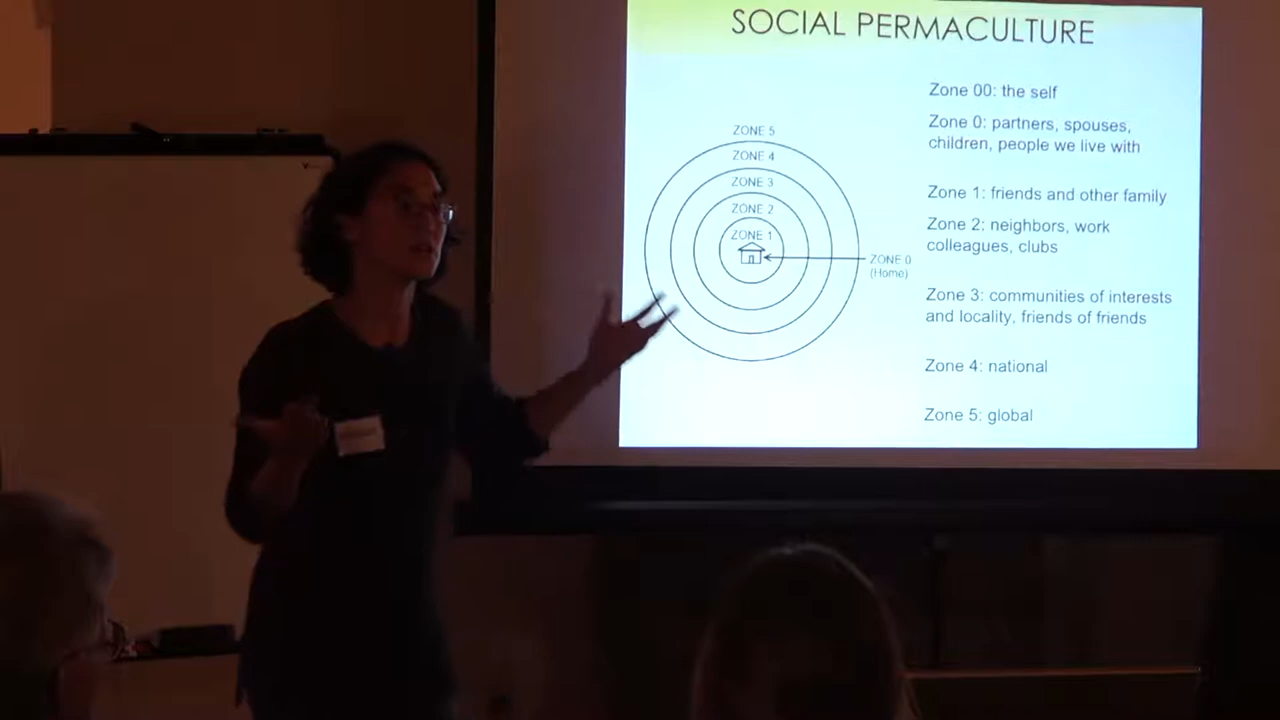 SOCIAL PERMACULTURE
ZONE 5
ZONE 4
ZONE 3
ZONE 2
ZONE 1
ZONE 0
(Home)
Zone 00: the self
Zone 0: partners, spouses,
children, people we live with
Zone 1: friends and other family
Zone 2: neighbors, work
colleagues, clubs
Zone 3: communities of interests
and locality, friends of friends
Zone 4: national
Zone 5: global